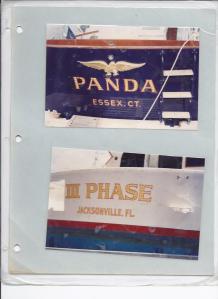 PANDA
ESSEX, CT.
III PHASE
JACKSONVILLE, FL.